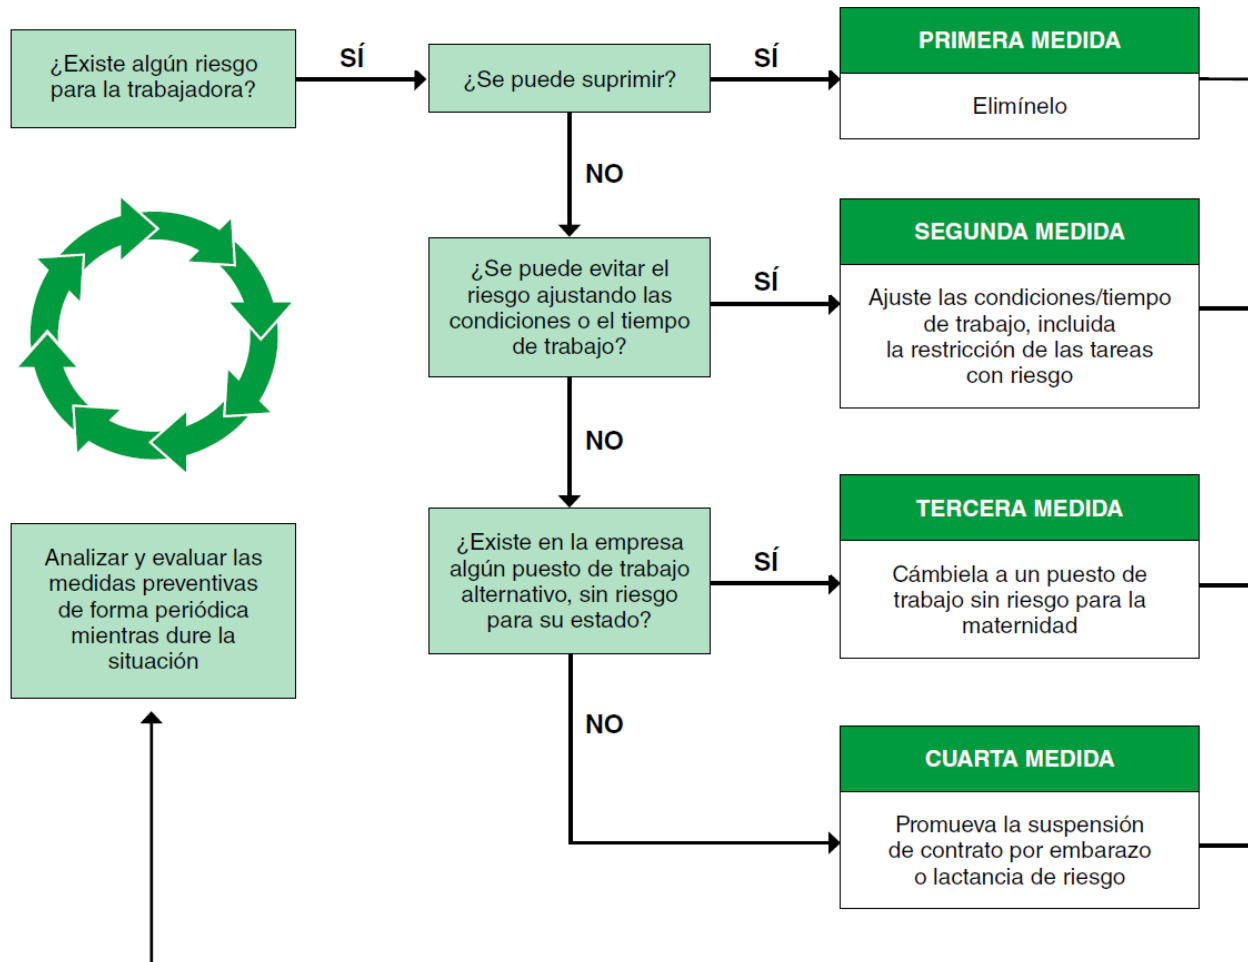 ¿Existe algún riesgo
para la trabajadora?
SÍ
¿Se puede suprimir?
SÍ
PRIMERA MEDIDA
Elimínelo
NO
¿Se puede evitar el
riesgo ajustando las
condiciones o el tiempo
de trabajo?
SÍ
SEGUNDA MEDIDA
Ajuste las condiciones/tiempo
de trabajo, incluida
la restricción de las tareas
con riesgo
NO
¿Existe en la empresa
algún puesto de trabajo
alternativo, sin riesgo
para su estado?
SÍ
TERCERA MEDIDA
Cámbiela a un puesto de
trabajo sin riesgo para la
maternidad
NO
CUARTA MEDIDA
Promueva la suspensión
de contrato por embarazo
o lactancia de riesgo
Analizar y evaluar las
medidas preventivas
de forma periódica
mientras dure la
situación